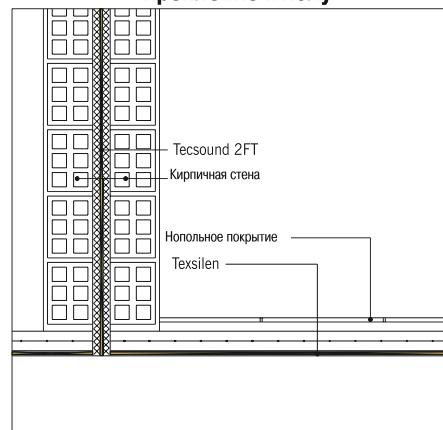 Tecsound 2FT
Кирпичная стена
Нопольное покрытие
Texsilen